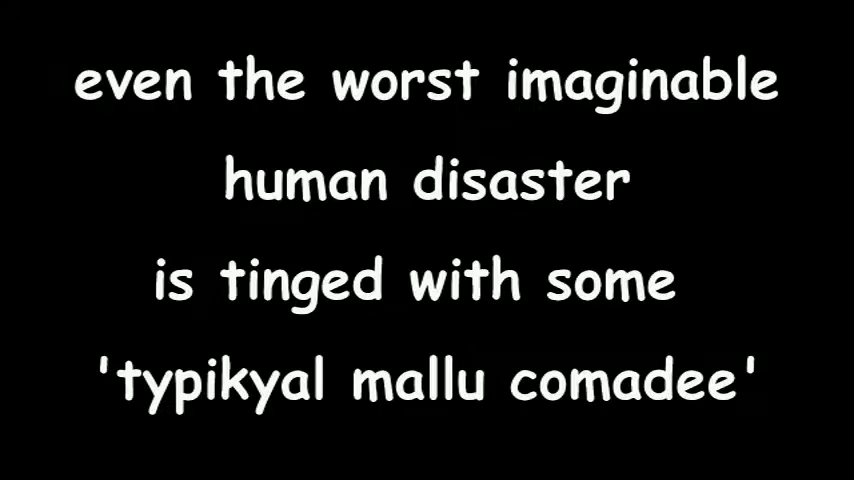 even the worst imaginable
human disaster
is tinged with some
'typikyal mallu comadee'